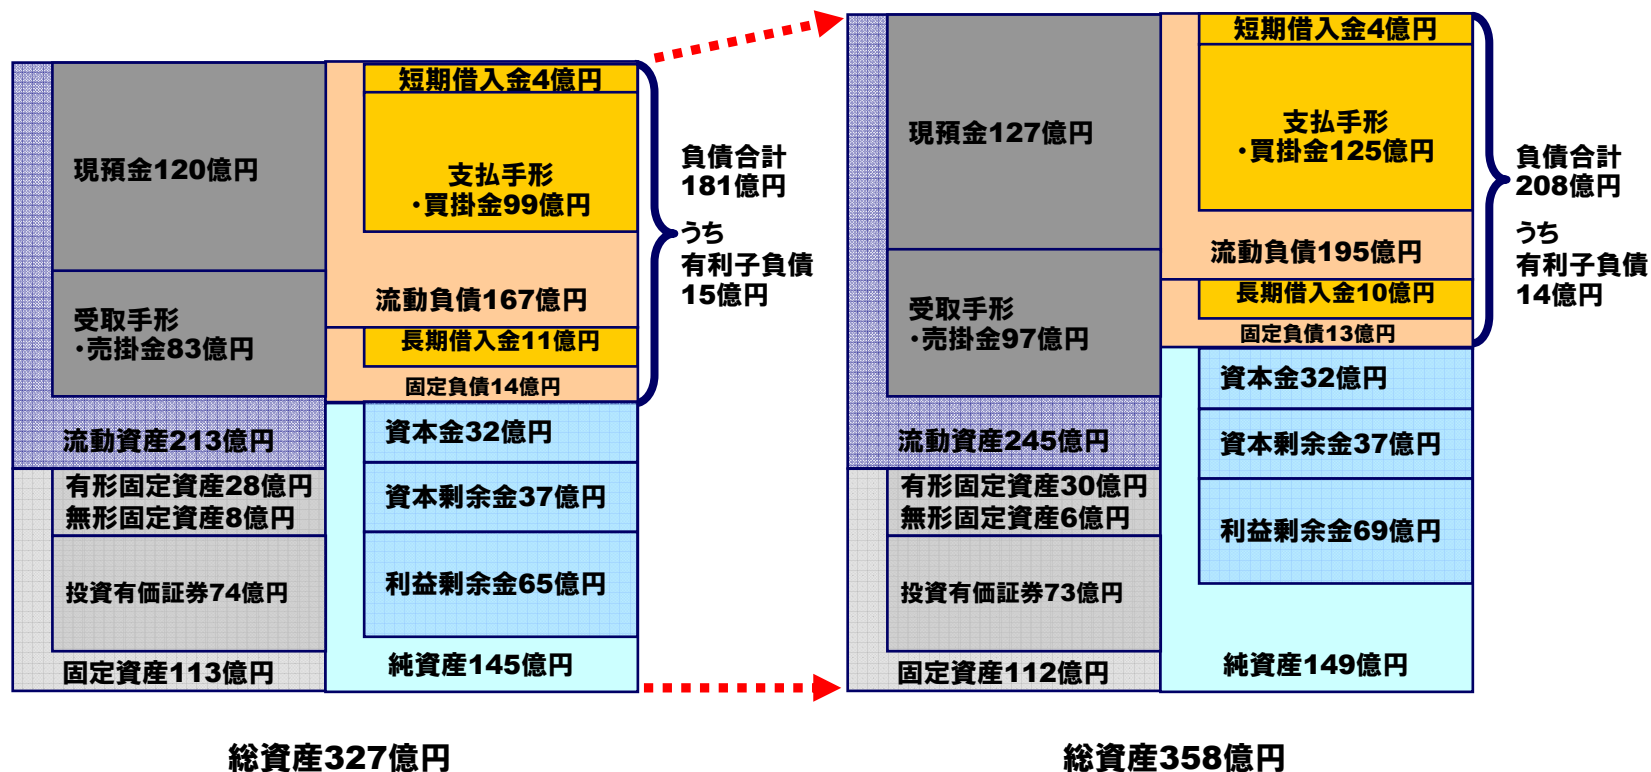 現預金120億円
受取手形
・売掛金83億円
流動資産213億円
有形固定資産28億円
無形固定資産8億円
投資有価証券74億円
固定資産113億円
短期借入金4億円
支払手形
・買掛金99億円
流動負債167億円
長期借入金11億円
固定負債14億円
資本金32億円
資本剰余金37億円
利益剰余金65億円
純資産145億円
負債合計
181億円
うち
有利子負債
15億円
総資産327億円
現預金127億円
受取手形
・売掛金97億円
流動資産245億円
有形固定資産30億円
無形固定資産6億円
投資有価証券73億円
固定資産112億円
短期借入金4億円
支払手形
・買掛金125億円
流動負債195億円
長期借入金10億円
固定負債13億円
資本金32億円
資本剰余金37億円
利益剰余金69億円
純資産149億円
負債合計
208億円
うち
有利子負債
14億円
総資産358億円